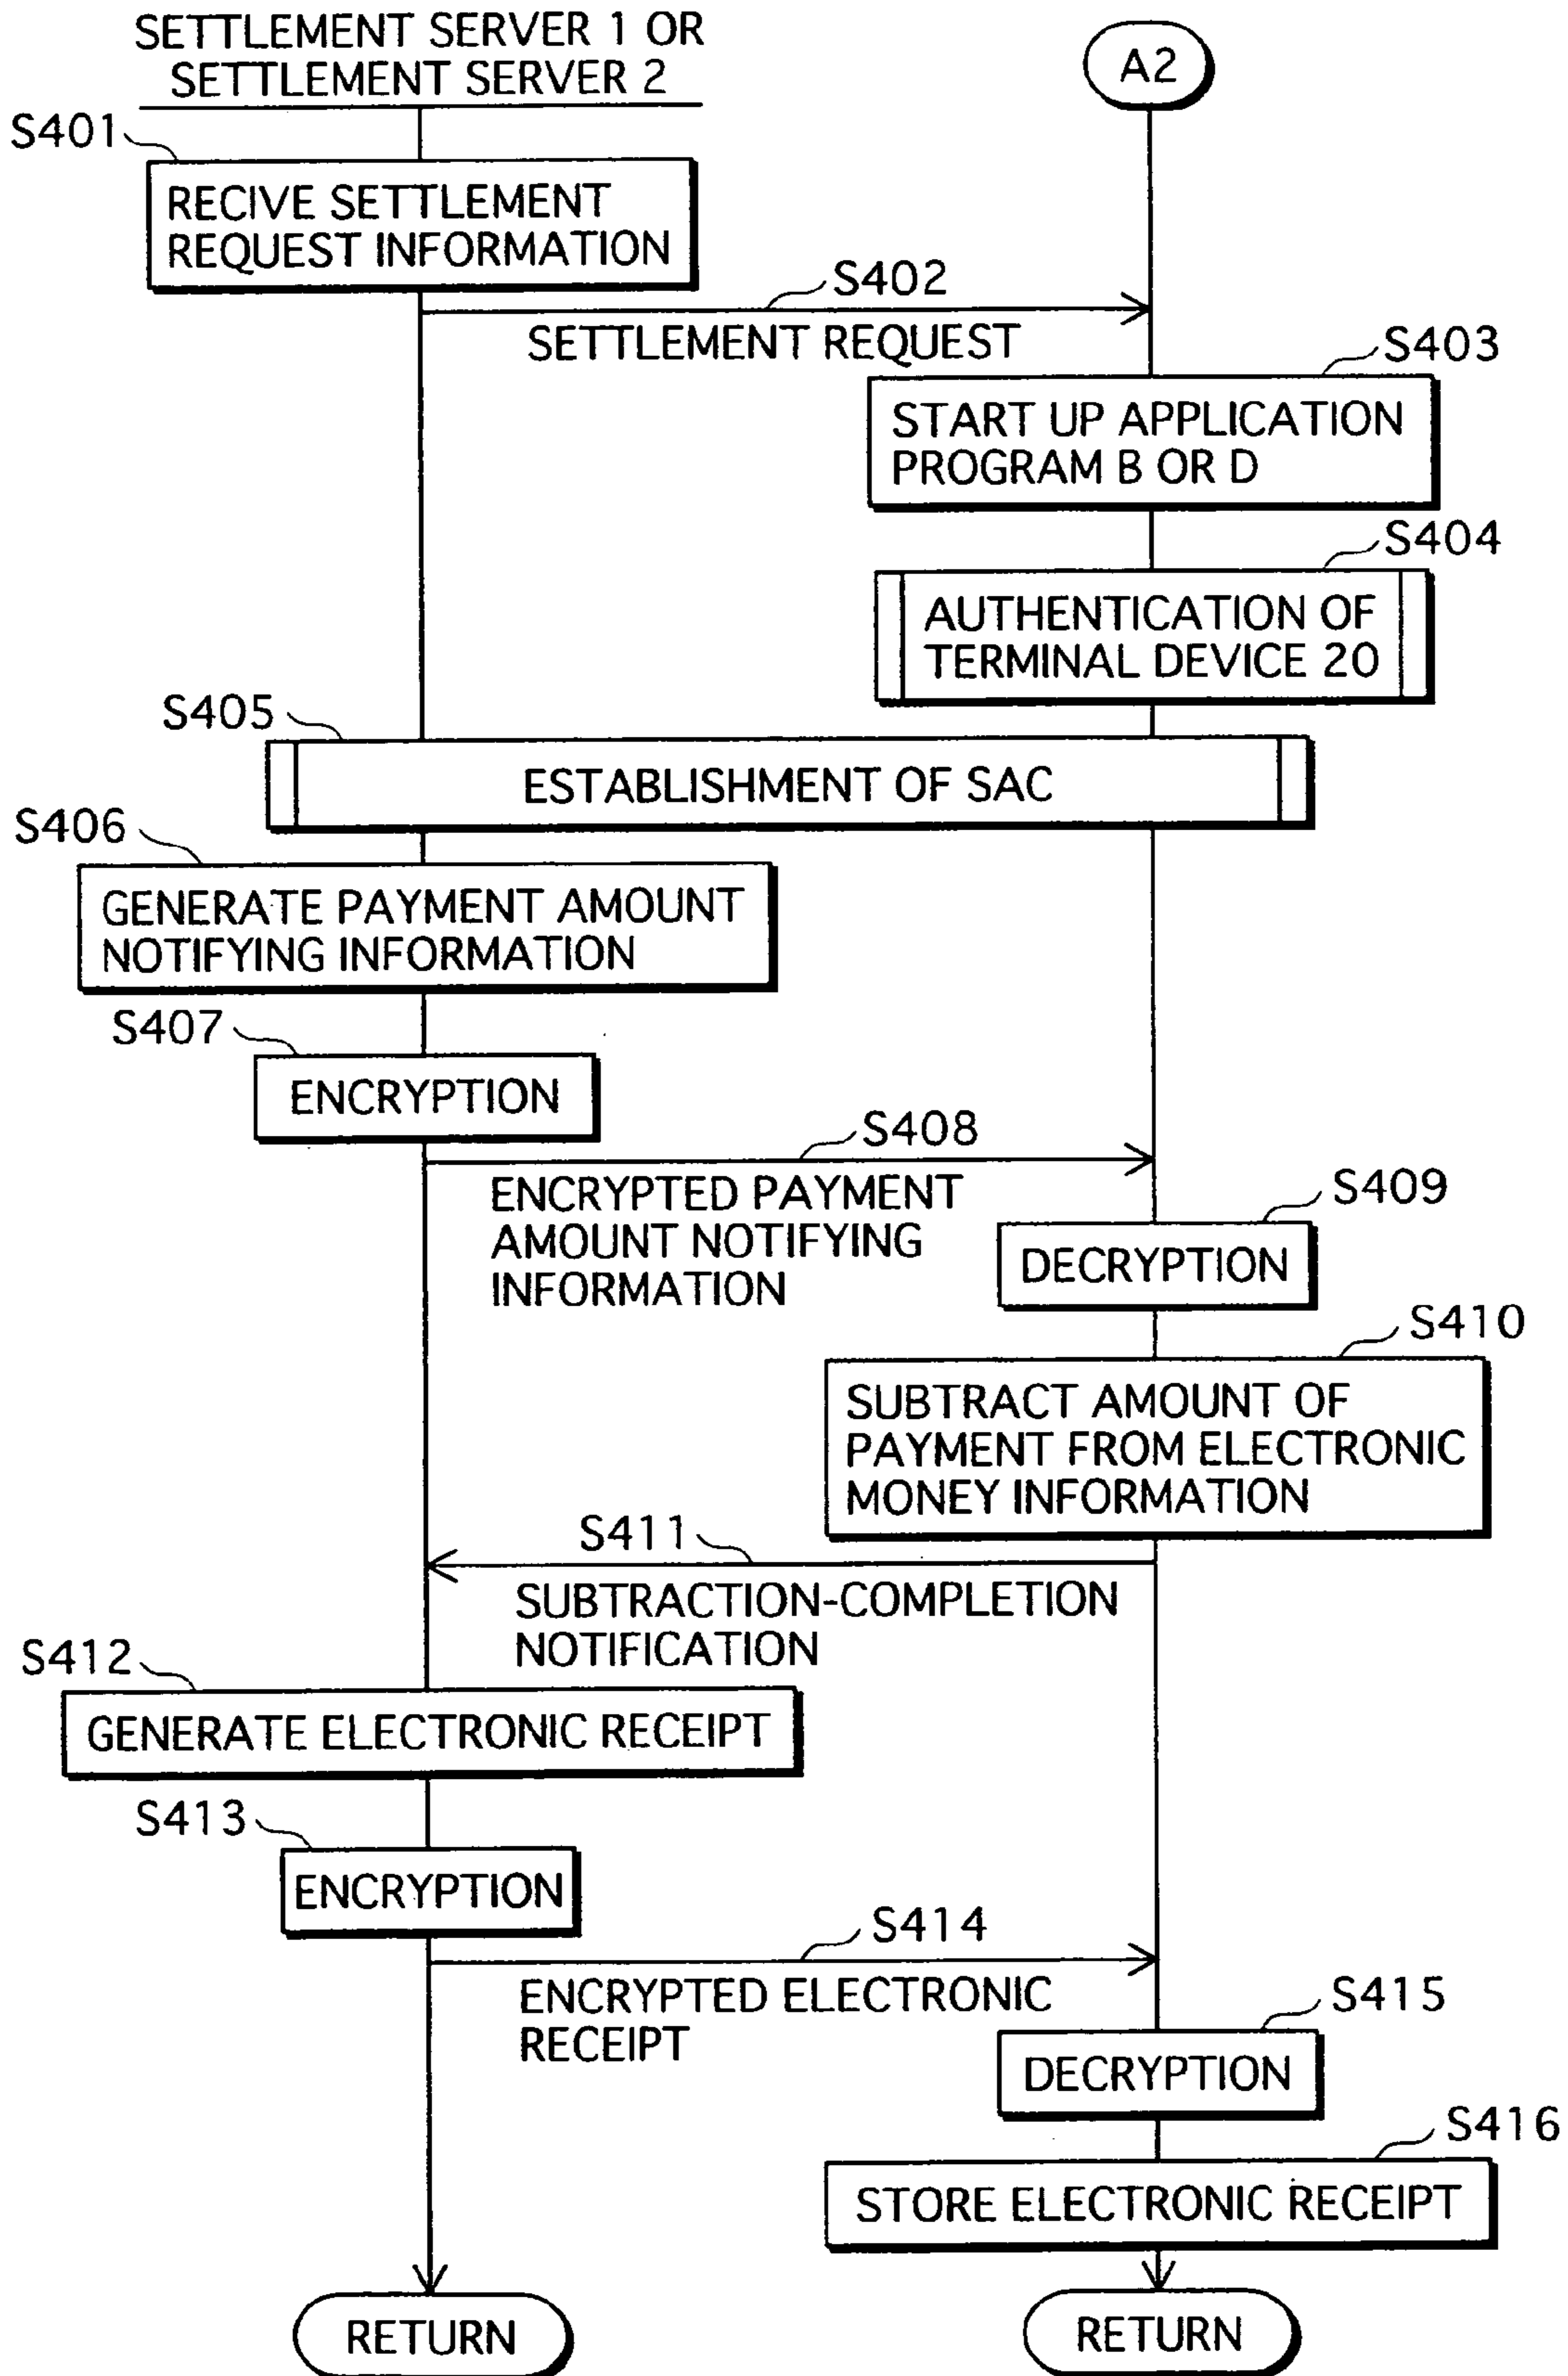 SETTLEMENT SERVER 1 OR
SETTLEMENT SERVER 2
A2
S401
RECIVE SETTLEMENT
REQUEST INFORMATION
S402
SETTLEMENT REQUEST
S403
START UP APPLICATION
PROGRAM B OR D
S404
AUTHENTICATION OF
TERMINAL DEVICE 20
S405
ESTABLISHMENT OF SAC
S406
GENERATE PAYMENT AMOUNT
NOTIFYING INFORMATION
S407
ENCRYPTION
S408
ENCRYPTED PAYMENT
AMOUNT NOTIFYING
INFORMATION
S409
DECRYPTION
S410
SUBTRACT AMOUNT OF
PAYMENT FROM ELECTRONIC
MONEY INFORMATION
S411
SUBTRACTION-COMPLETION
NOTIFICATION
S412
GENERATE ELECTRONIC RECEIPT
S413
ENCRYPTION
S414
ENCRYPTED ELECTRONIC
RECEIPT
S415
DECRYPTION
S416
STORE ELECTRONIC RECEIPT
RETURN
RETURN